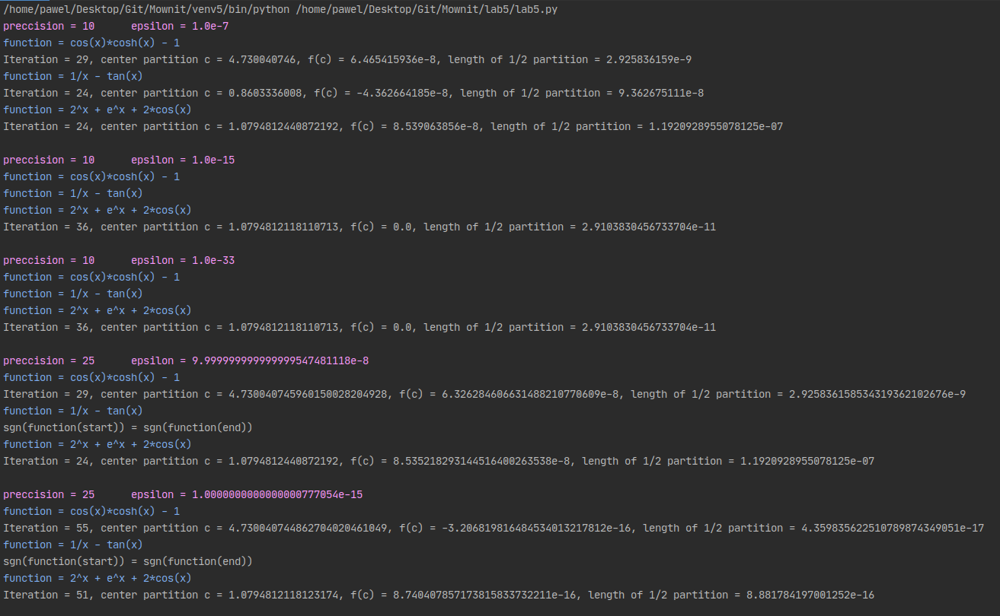 /home/pawel/Desktop/Git/Mownit/venv5/bin/python /home/pawel/Desktop/Git/Mownit/lab5/lab5.py
preccision = 10      epsilon = 1.0e-7
function = cos(x)*cosh(x) - 1
Iteration = 29, center partition c = 4.730040746, f(c) = 6.465415936e-8, length of 1/2 partition = 2.925836159e-9
function = 1/x - tan(x)
Iteration = 24, center partition c = 0.8603336008, f(c) = -4.362664185e-8, length of 1/2 partition = 9.362675111e-8
function = 2^x + e^x + 2*cos(x)
Iteration = 24, center partition c = 1.0794812440872192, f(c) = 8.539063856e-8, length of 1/2 partition = 1.1920928955078125e-07
preccision = 10      epsilon = 1.0e-15
function = cos(x)*cosh(x) - 1
function = 1/x - tan(x)
function = 2^x + e^x + 2*cos(x)
Iteration = 36, center partition c = 1.0794812118110713, f(c) = 0.0, length of 1/2 partition = 2.9103830456733704e-11
preccision = 10      epsilon = 1.0e-33
function = cos(x)*cosh(x) - 1
function = 1/x - tan(x)
function = 2^x + e^x + 2*cos(x)
Iteration = 36, center partition c = 1.0794812118110713, f(c) = 0.0, length of 1/2 partition = 2.9103830456733704e-11
preccision = 25      epsilon = 9.999999999999999547481118e-8
function = cos(x)*cosh(x) - 1
Iteration = 29, center partition c = 4.730040745960150028204928, f(c) = 6.326284606631488210770609e-8, length of 1/2 partition = 2.925836158534319362102676e-9
function = 1/x - tan(x)
sgn(function(start)) = sgn(function(end))
function = 2^x + e^x + 2*cos(x)
Iteration = 24, center partition c = 1.0794812440872192, f(c) = 8.535218293144516400263538e-8, length of 1/2 partition = 1.1920928955078125e-07
preccision = 25      epsilon = 1.0000000000000000777054e-15
function = cos(x)*cosh(x) - 1
Iteration = 55, center partition c = 4.730040744862704020461049, f(c) = -3.206819816484534013217812e-16, length of 1/2 partition = 4.359835622510789874349051e-17
function = 1/x - tan(x)
sgn(function(start)) = sgn(function(end))
function = 2^x + e^x + 2*cos(x)
Iteration = 51, center partition c = 1.0794812118123174, f(c) = 8.740407857173815833732211e-16, length of 1/2 partition = 8.881784197001252e-16